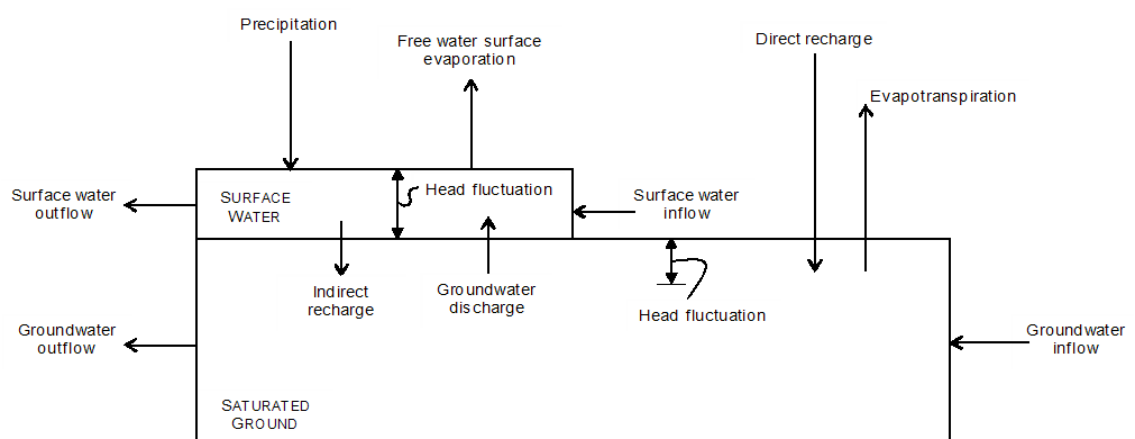 Precipitation
Free water surface
evaporation
Direct recharge
Evapotranspiration
Surface water
outflow
SURFACE
WATER
Head fluctuation
Surface water
inflow
Indirect
recharge
Groundwater
discharge
Head fluctuation
Groundwater
outflow
Groundwater
inflow
SATURATED
GROUND